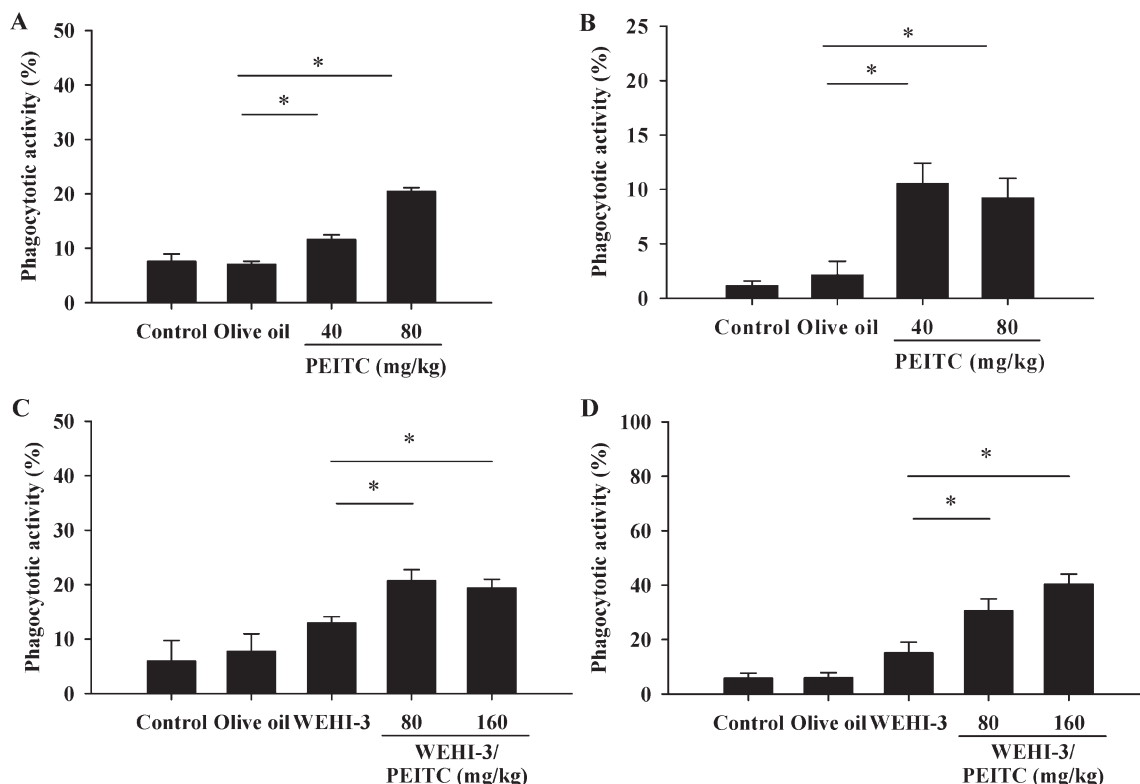 A
Phagocytotic activity (%)
50
40
30
20
10
0
*
*
Control Olive oil 40 80
PEITC (mg/kg)
B
Phagocytotic activity (%)
25
20
15
10
5
0
*
*
Control Olive oil 40 80
PEITC (mg/kg)
C
Phagocytotic activity (%)
50
40
30
20
10
0
*
*
Control Olive oil WEHI-3 80 160
WEHI-3/
PEITC (mg/kg)
D
Phagocytotic activity (%)
100
80
60
40
20
0
*
*
Control Olive oil WEHI-3 80 160
WEHI-3/
PEITC (mg/kg)